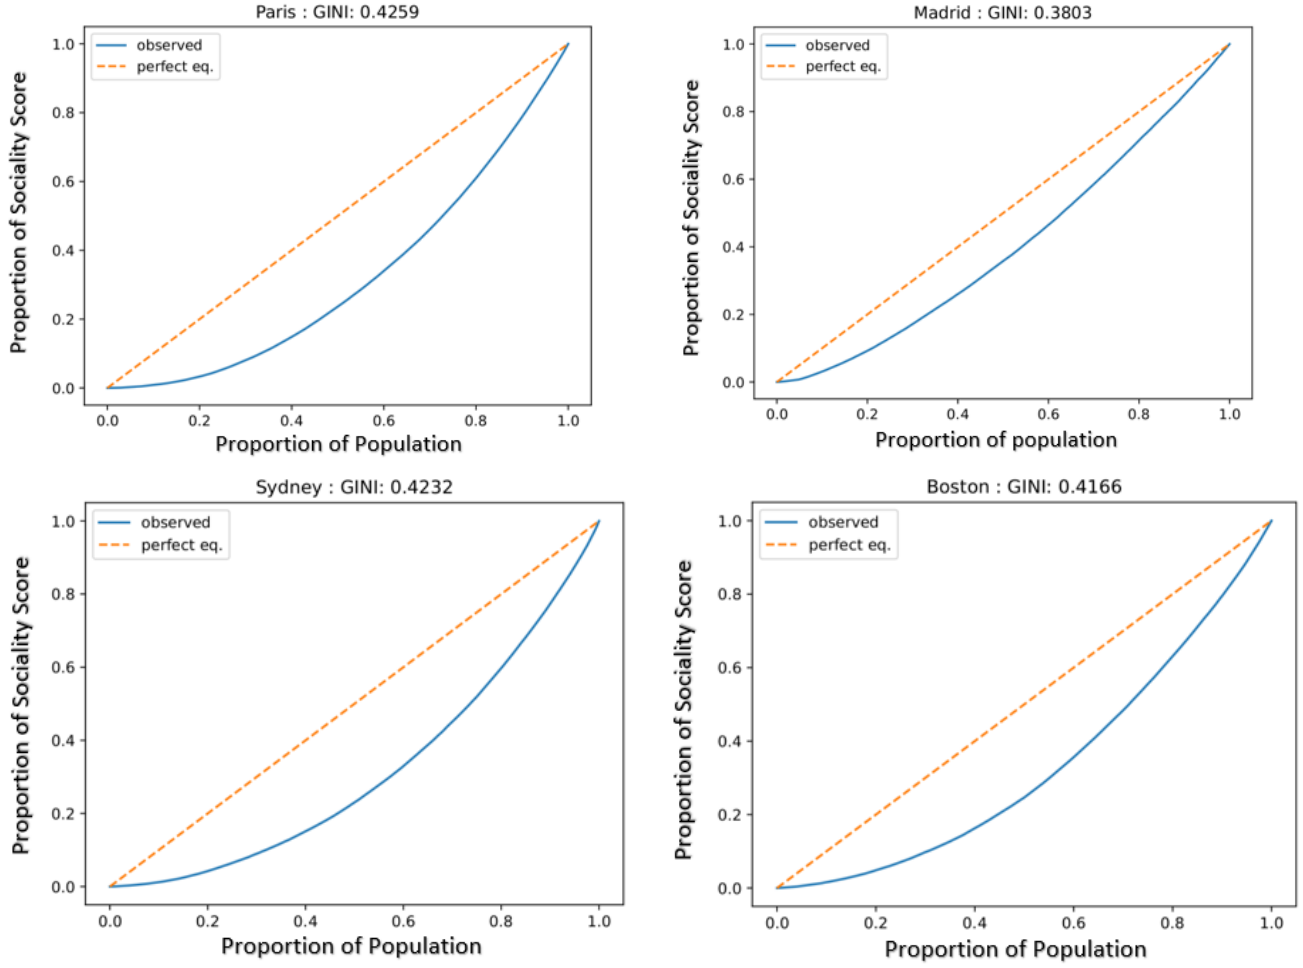 Paris : GINI: 0.4259
observed
perfect eq.
Proportion of Sociality Score
1.0
0.8
0.6
0.4
0.2
0.0
0.0 0.2 0.4 0.6 0.8 1.0
Proportion of Population
Madrid : GINI: 0.3803
observed
perfect eq.
Proportion of Sociality Score
1.0
0.8
0.6
0.4
0.2
0.0
0.0 0.2 0.4 0.6 0.8 1.0
Proportion of population
Sydney : GINI: 0.4232
observed
perfect eq.
Proportion of Sociality Score
1.0
0.8
0.6
0.4
0.2
0.0
0.0 0.2 0.4 0.6 0.8 1.0
Proportion of Population
Boston : GINI: 0.4166
observed
perfect eq.
Proportion of Sociality Score
1.0
0.8
0.6
0.4
0.2
0.0
0.0 0.2 0.4 0.6 0.8 1.0
Proportion of Population